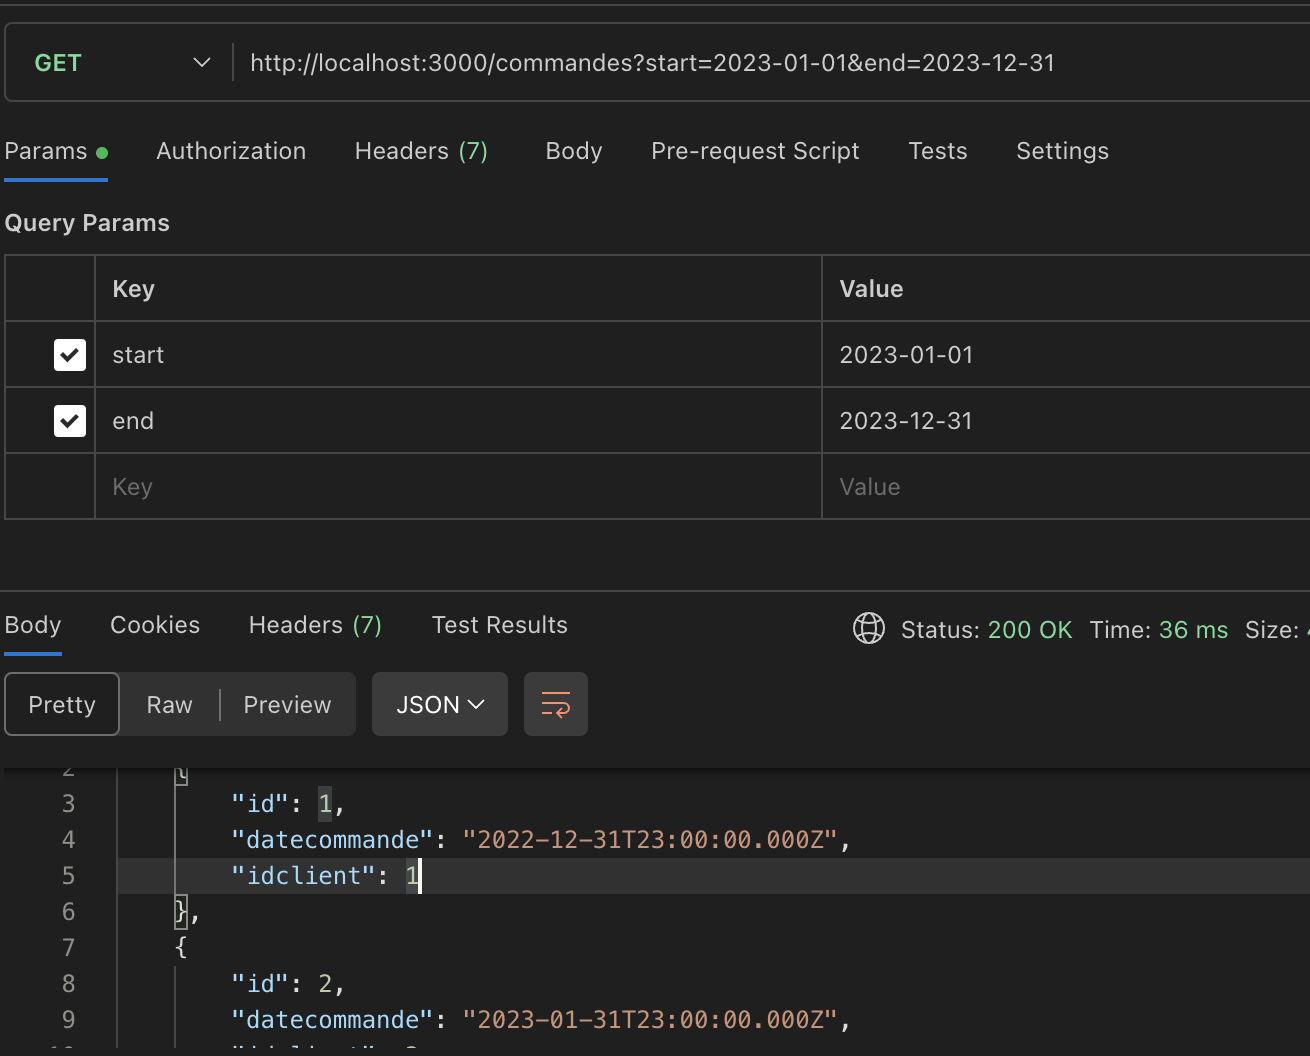 GET http://localhost:3000/commandes?start=2023-01-01&end=2023-12-31
Params Authorization Headers (7) Body Pre-request Script Tests Settings
Query Params
Key Value
start 2023-01-01
end 2023-12-31
Key Value
Body Cookies Headers (7) Test Results Status: 200 OK Time: 36 ms Size:
Pretty Raw Preview JSON
2 {
3 "id": 1,
4 "datecommande": "2022-12-31T23:00:00.000Z",
5 "idclient": 1
6 },
7 {
8 "id": 2,
9 "datecommande": "2023-01-31T23:00:00.000Z",